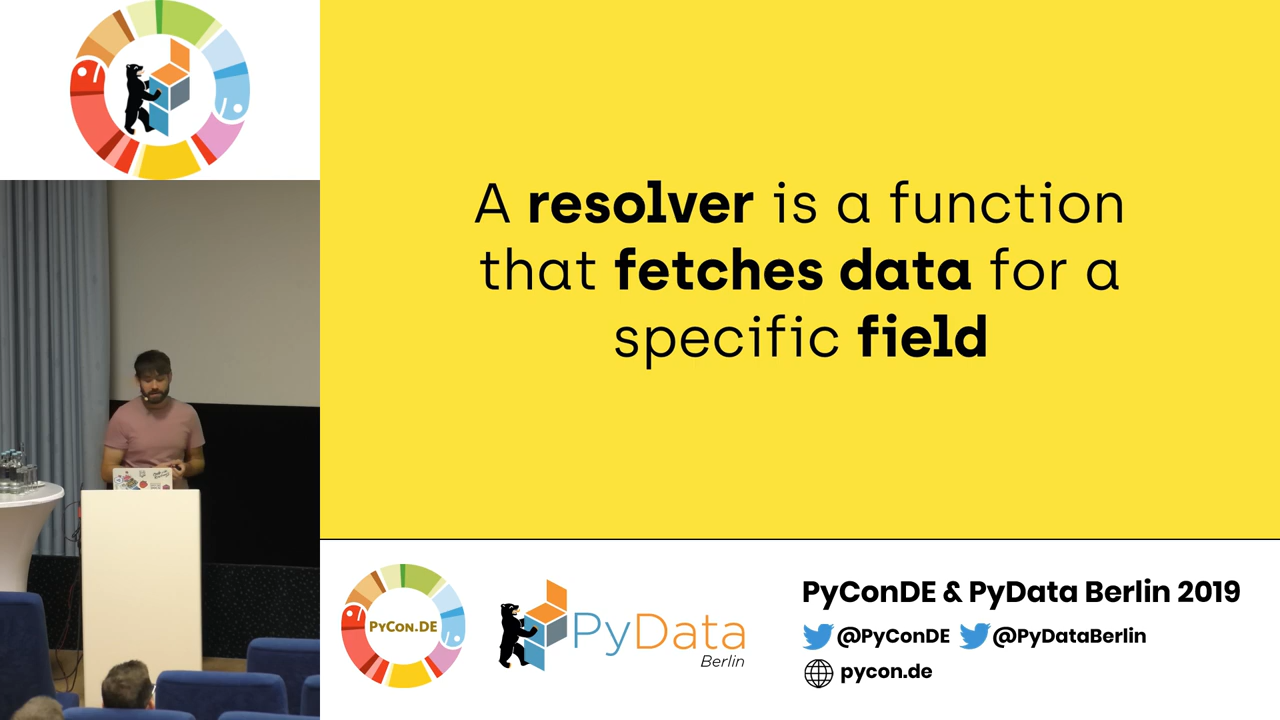 A resolver is a function
that fetches data for a
specific field
PyCon.DE
PyData
Berlin
PyConDE & PyData Berlin 2019
@PyConDE @PyDataBerlin
pycon.de